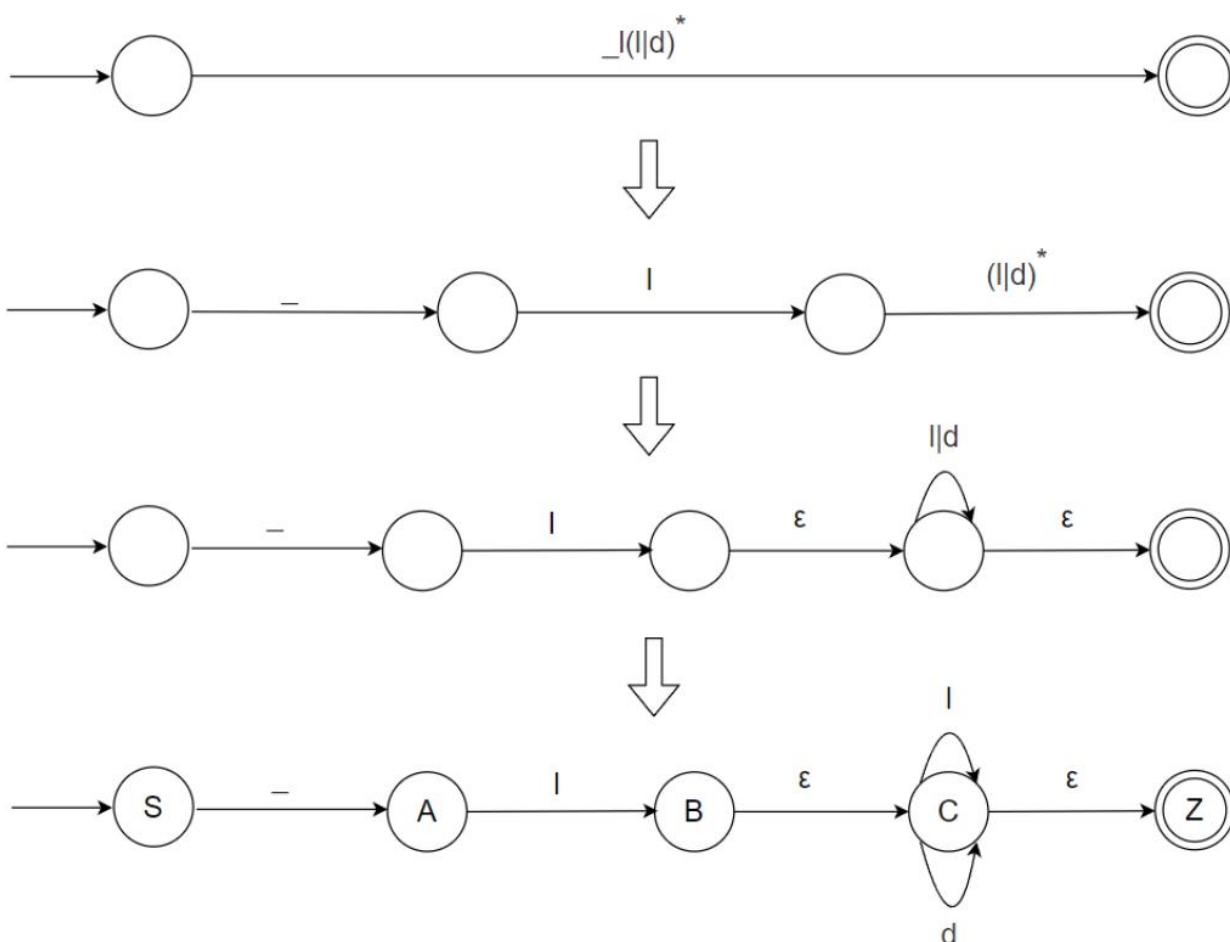 _l(l|d)*
_ l (l|d)*
l|d
_ l ε ε
l
_ l ε ε
S A B C Z
d